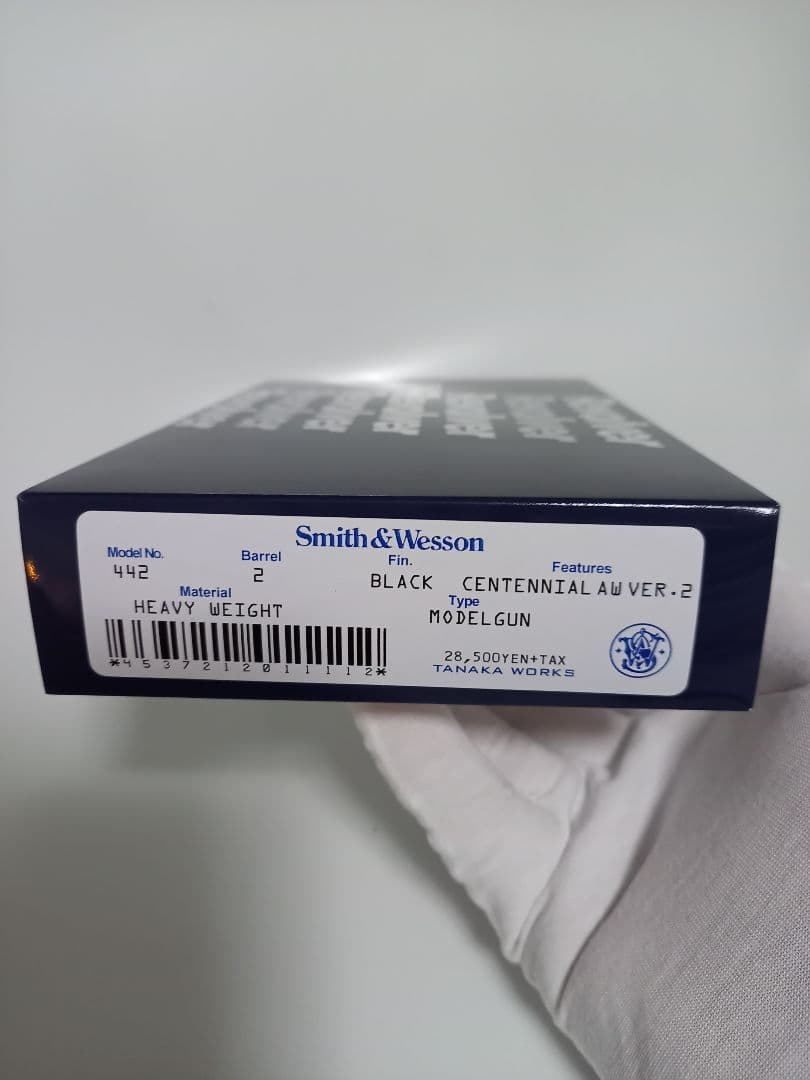 Smith & Wesson
Model No. Barrel Fin. Features
442 2 BLACK CENTENNIAL AW VER.2
Material Type
HEAVY WEIGHT MODELGUN
*4537212011112*
28,500YEN+TAX
TANAKA WORKS